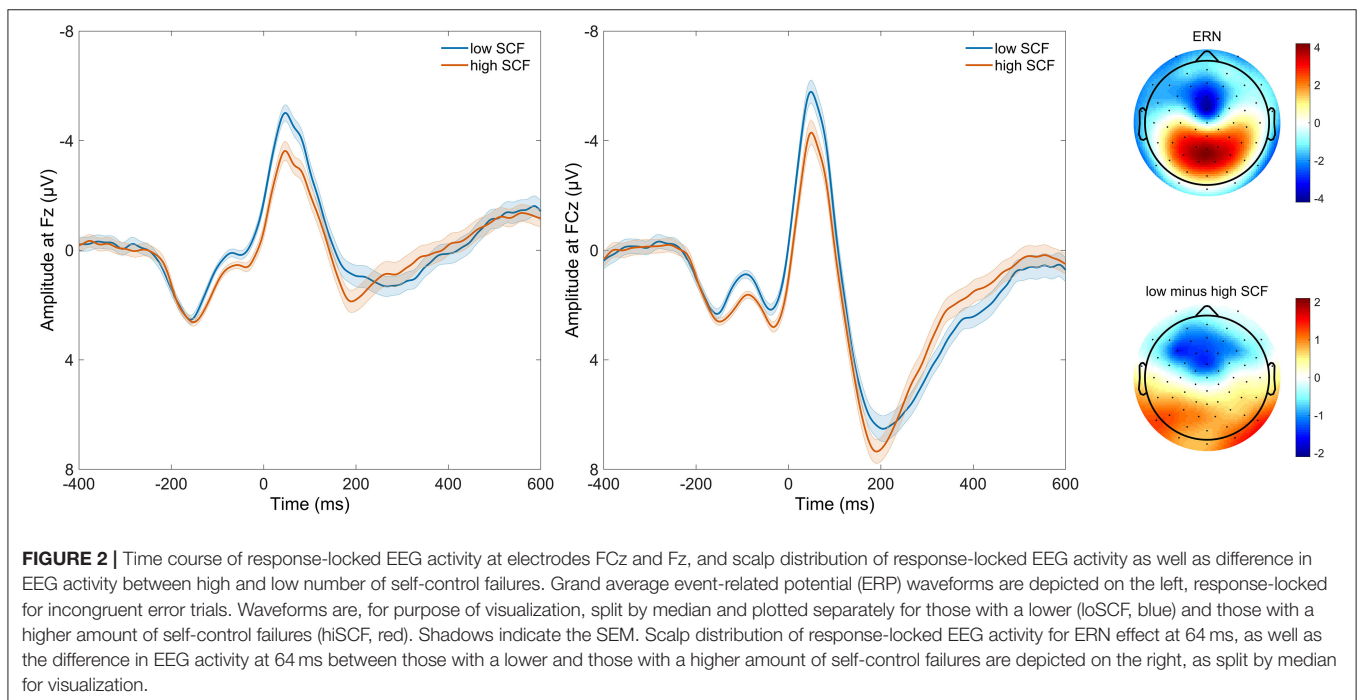 -8
-4
0
4
8
Amplitude at Fz (µV)
low SCF
high SCF
-400 -200 0 200 400 600
Time (ms)
-8
-4
0
4
8
Amplitude at FCz (µV)
low SCF
high SCF
-400 -200 0 200 400 600
Time (ms)
ERN
4
2
0
-2
-4
low minus high SCF
2
1
0
-1
-2
FIGURE 2 | Time course of response-locked EEG activity at electrodes FCz and Fz, and scalp distribution of response-locked EEG activity as well as difference in
EEG activity between high and low number of self-control failures. Grand average event-related potential (ERP) waveforms are depicted on the left, response-locked
for incongruent error trials. Waveforms are, for purpose of visualization, split by median and plotted separately for those with a lower (loSCF, blue) and those with a
higher amount of self-control failures (hiSCF, red). Shadows indicate the SEM. Scalp distribution of response-locked EEG activity for ERN effect at 64 ms, as well as
the difference in EEG activity at 64 ms between those with a lower and those with a higher amount of self-control failures are depicted on the right, as split by median
for visualization.